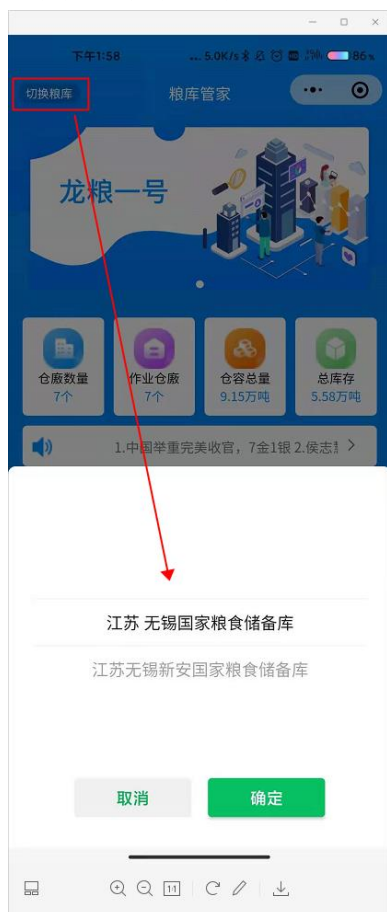 下午1:58
... 5.0K/s
86%
切换粮库
粮库管家
龙粮一号
仓廒数量
7个
作业仓廒
7个
仓容总量
9.15万吨
总库存
5.58万吨
1.中国举重完美收官，7金1银 2.侯志
江苏 无锡国家粮食储备库
江苏无锡新安国家粮食储备库
取消
确定
1:1